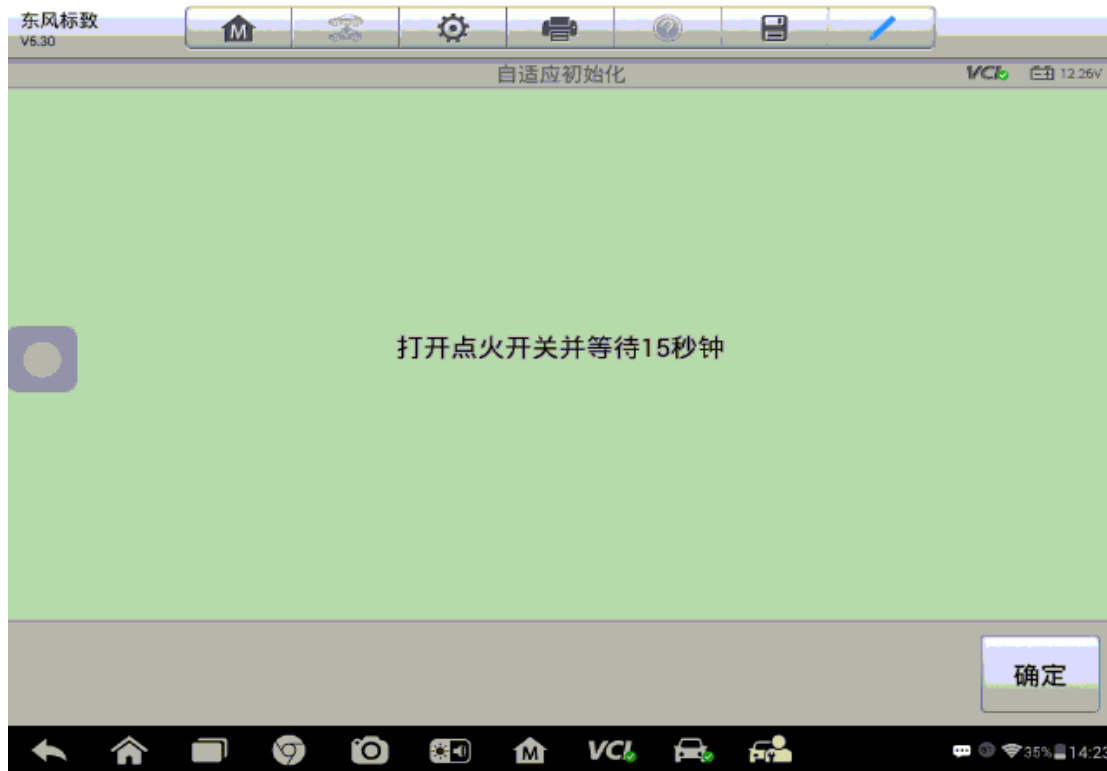 东风标致
V5.30
M
自适应初始化
VCI
12.26V
打开点火开关并等待15秒钟
确定
M
VCI
35%
14:23